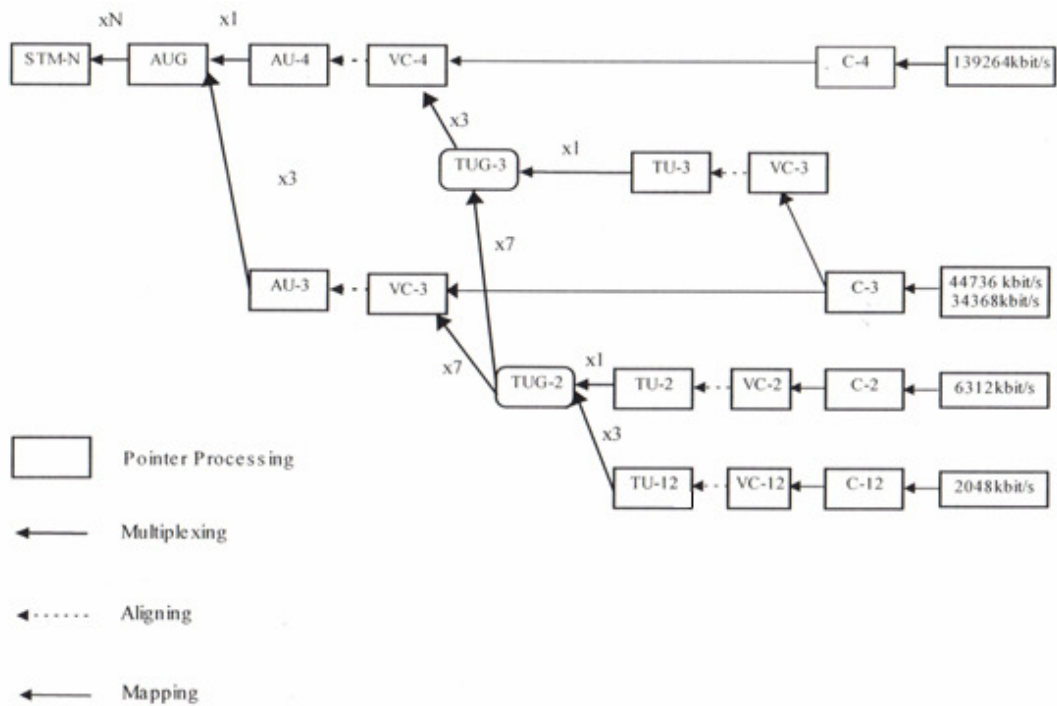 xN
x1
STM-N
AUG
AU-4
VC-4
C-4
139264kbit/s
x3
x1
TUG-3
TU-3
VC-3
x3
x7
AU-3
VC-3
C-3
44736 kbit/s
34368kbit/s
x7
x1
TUG-2
TU-2
VC-2
C-2
6312kbit/s
x3
Pointer Processing
TU-12
VC-12
C-12
2048kbit/s
Multiplexing
Aligning
Mapping